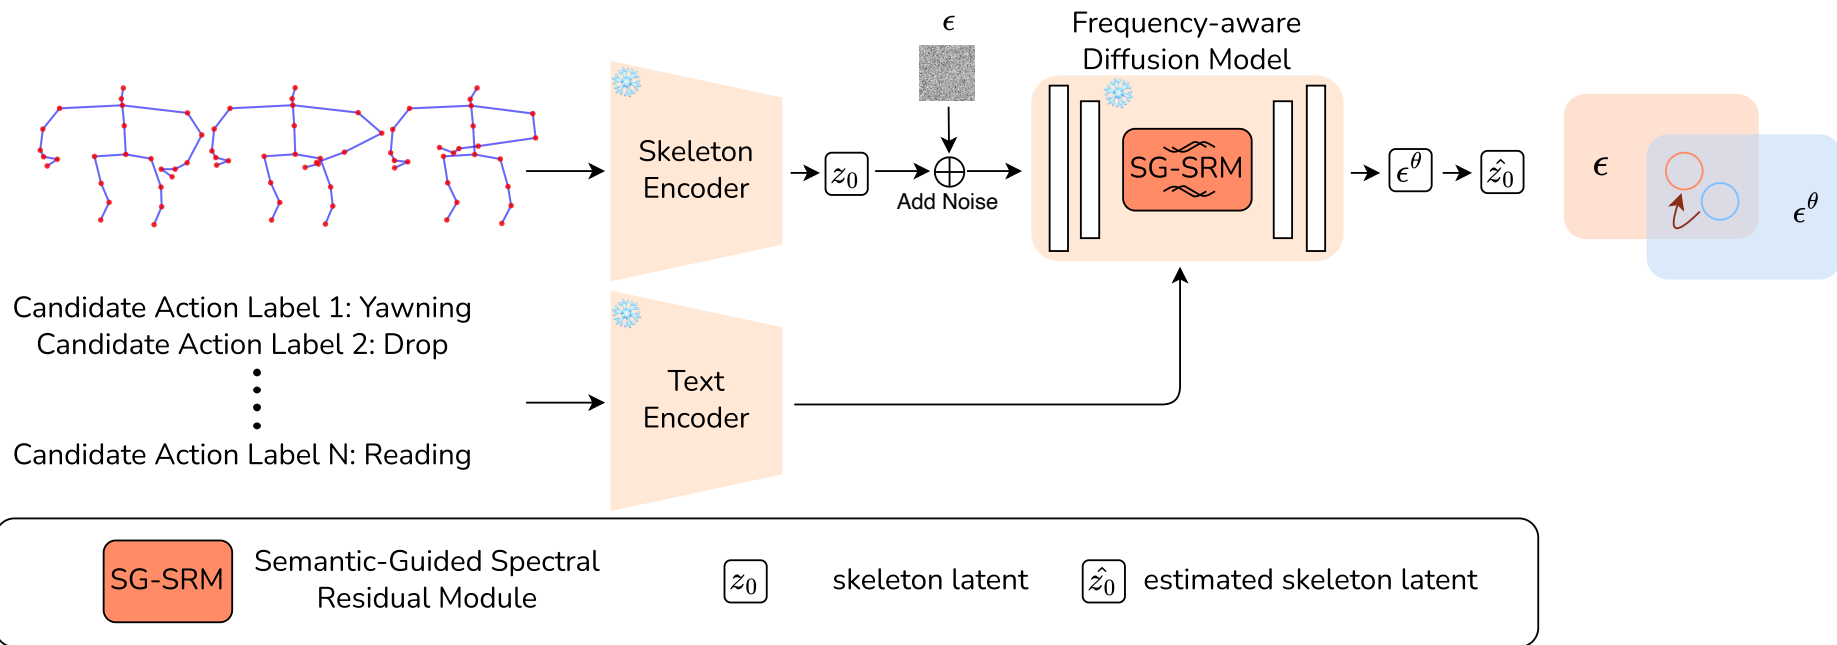 ϵ
Frequency-aware
Diffusion Model
Skeleton
Encoder
z₀
Add Noise
SG-SRM
ϵ^θ
ẑ₀
ϵ
ϵ^θ
Candidate Action Label 1: Yawning
Candidate Action Label 2: Drop
Candidate Action Label N: Reading
Text
Encoder
SG-SRM
Semantic-Guided Spectral
Residual Module
z₀
skeleton latent
ẑ₀
estimated skeleton latent